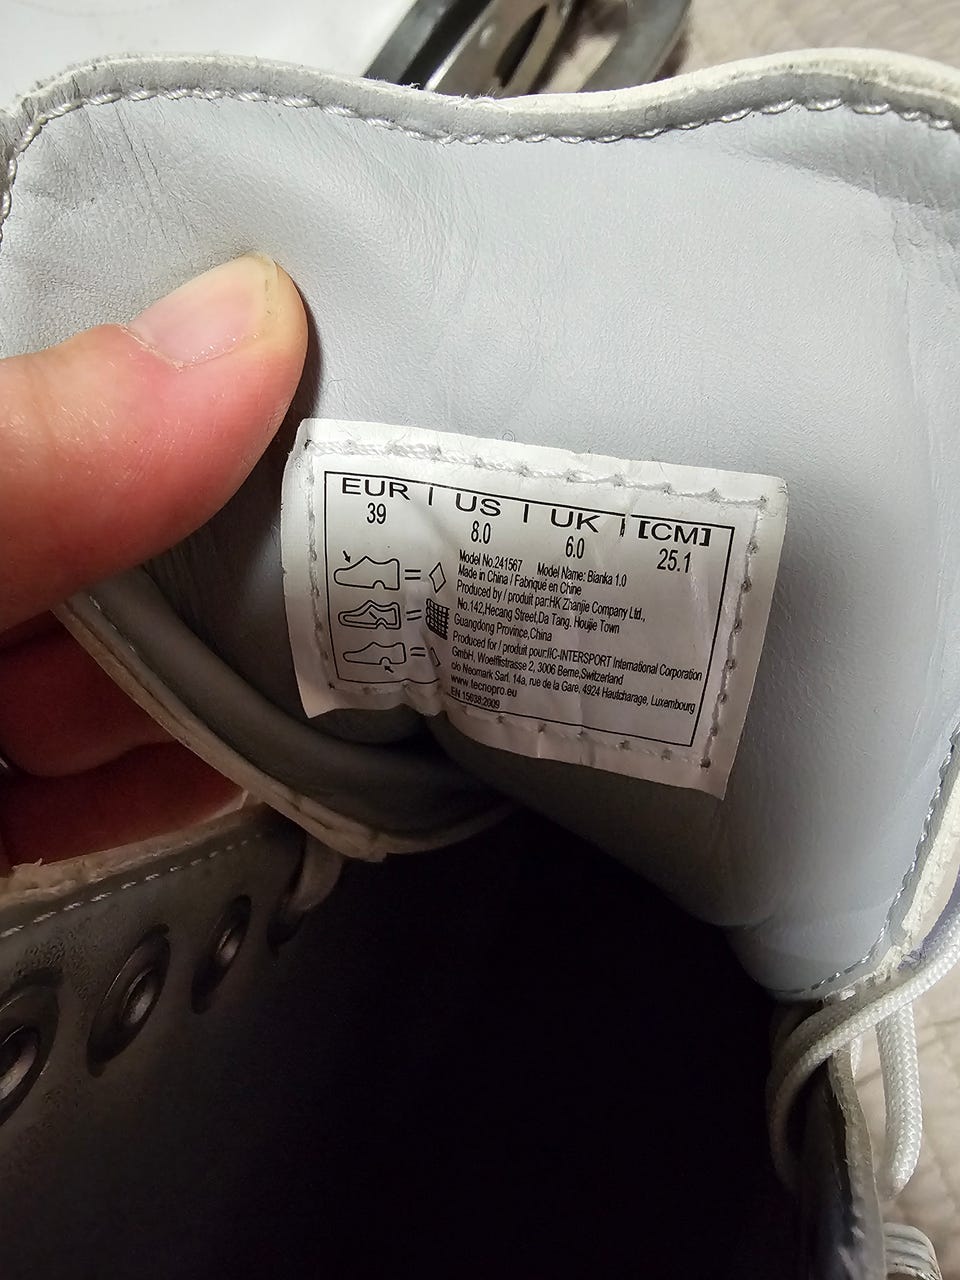 EUR | US | UK | [CM]
39 8.0 6.0 25.1
Model No.241567 Model Name: Bianka 1.0
Made in China / Fabriqué en Chine
Produced by / produit par:HK Zhanjie Company Ltd.,
No.142,Hecang Street,Da Tang. Houjie Town
Guangdong Province,China
Produced for / produit pour:IIC-INTERSPORT International Corporation
GmbH, Woelfflistrasse 2, 3006 Berne,Switzerland
c/o Neomark Sarl. 14a, rue de la Gare, 4924 Hautcharage, Luxembourg
www.tecnopro.eu
EN 15638:2009